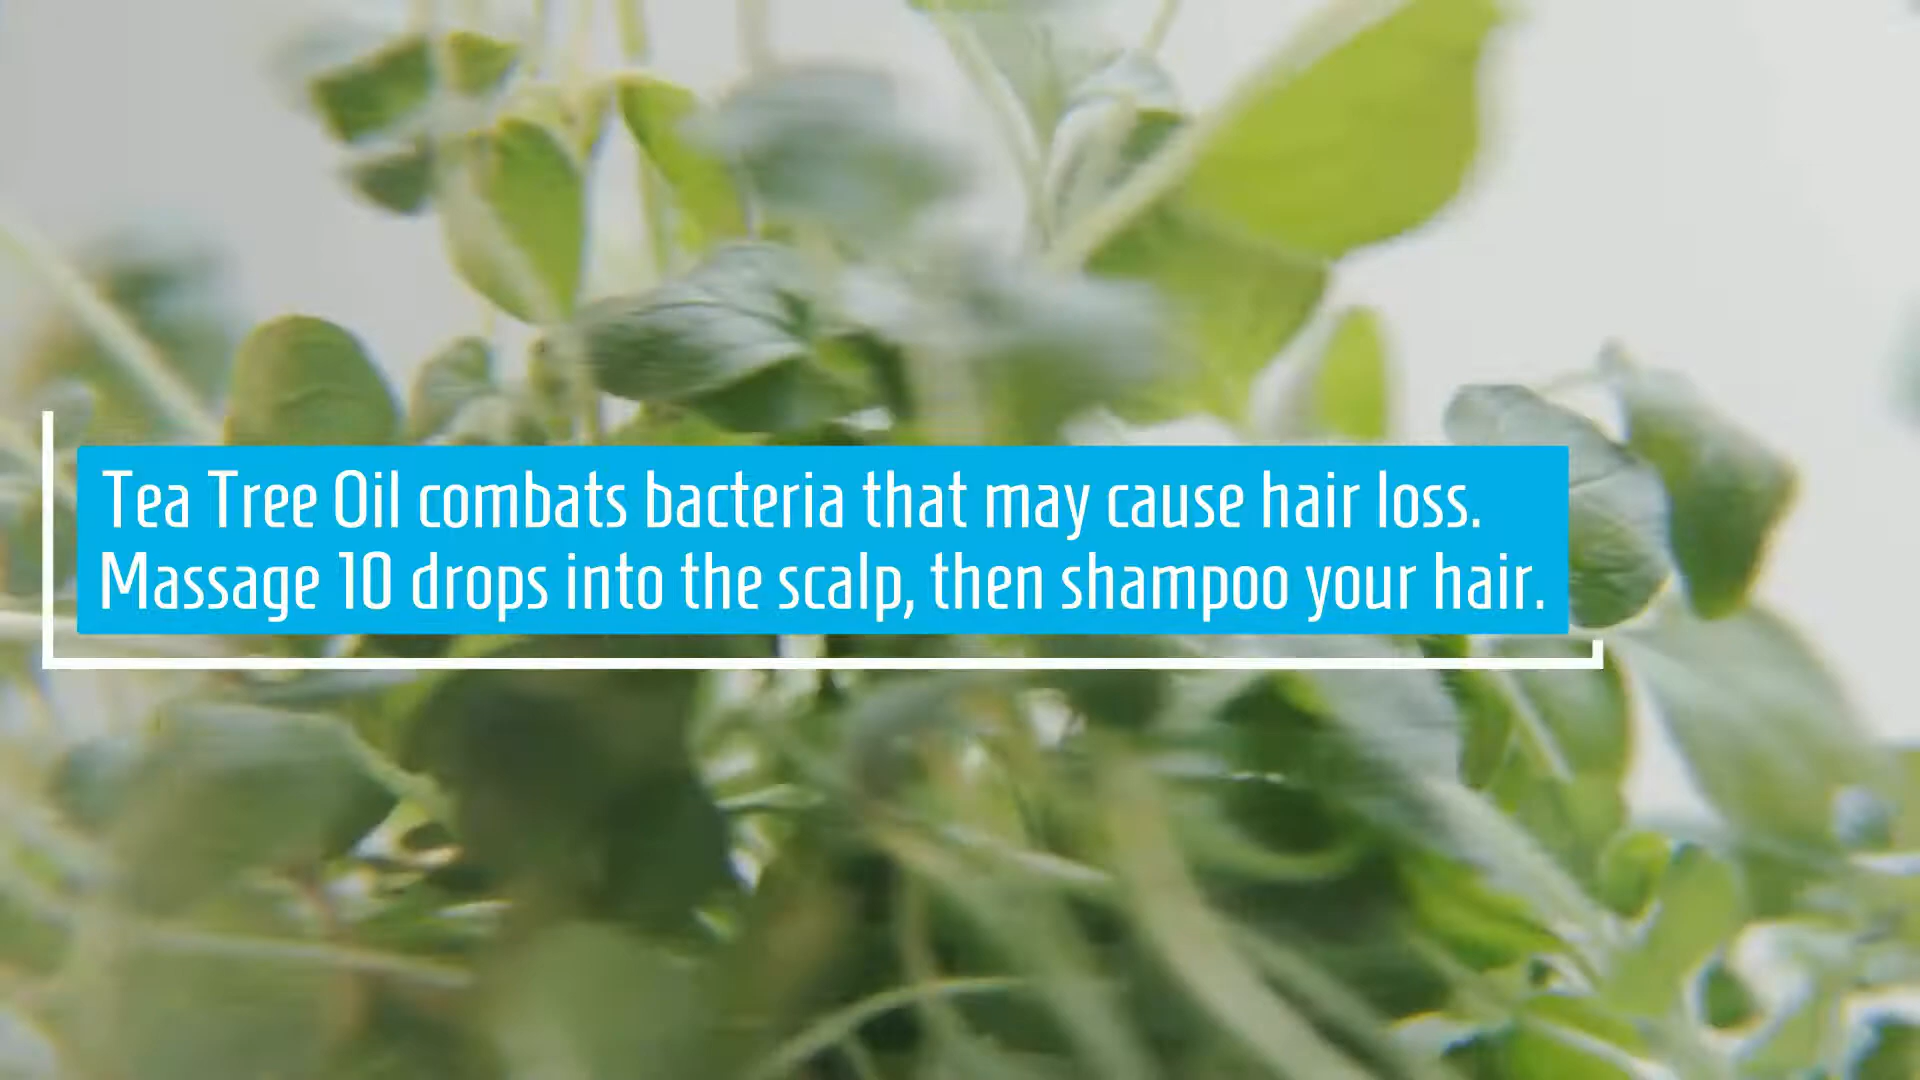 Tea Tree Oil combats bacteria that may cause hair loss.
Massage 10 drops into the scalp, then shampoo your hair.